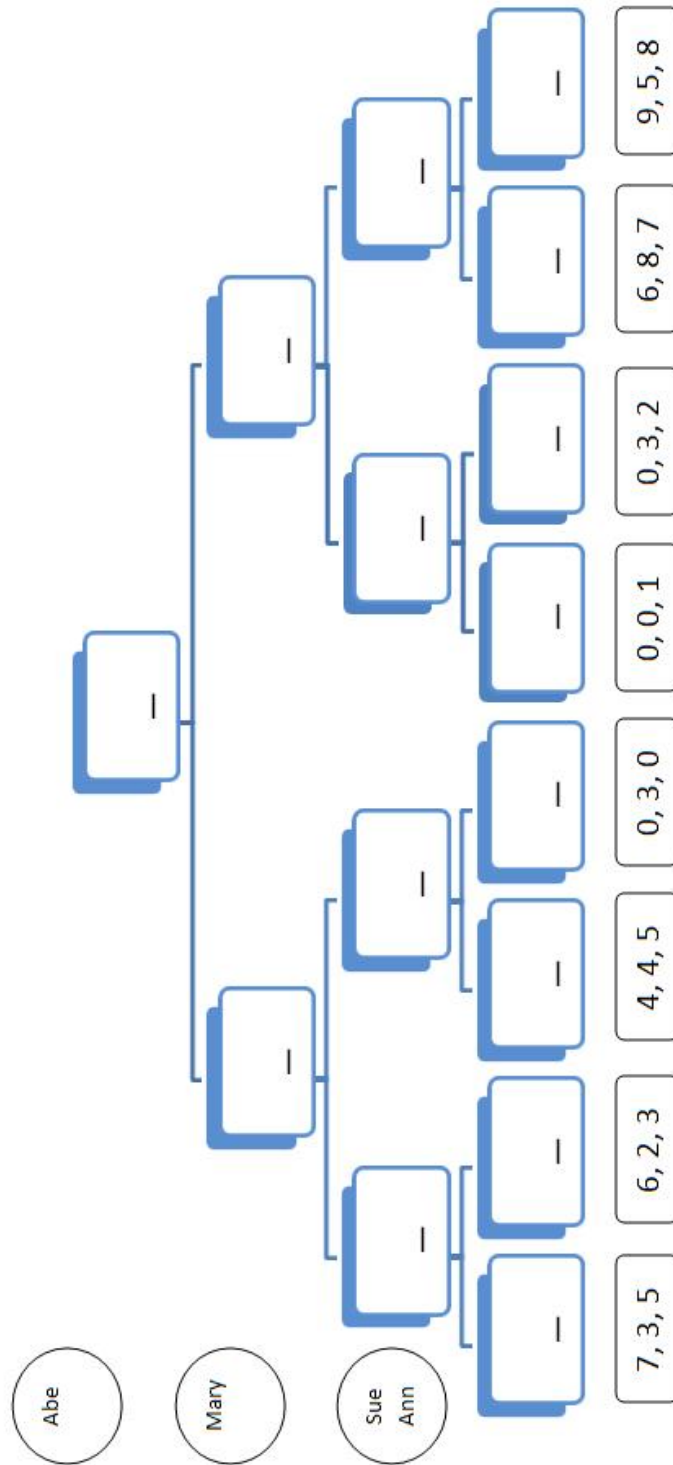 Abe
Mary
Sue
Ann
7, 3, 5
6, 2, 3
4, 4, 5
0, 3, 0
0, 0, 1
0, 3, 2
6, 8, 7
9, 5, 8